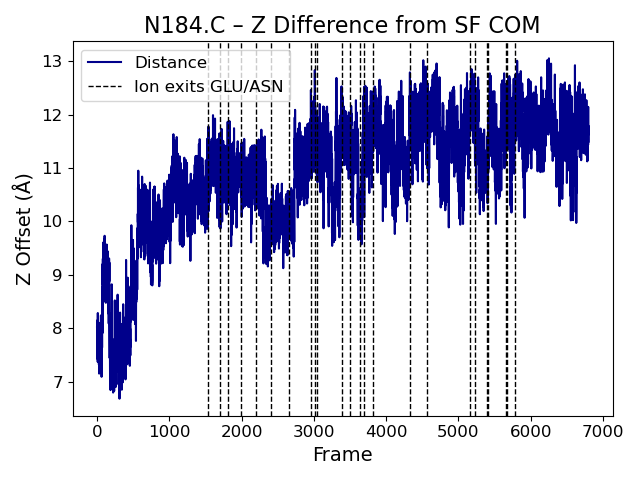 N184.C – Z Difference from SF COM
Distance
Ion exits GLU/ASN
Z Offset (Å)
13
12
11
10
9
8
7
0 1000 2000 3000 4000 5000 6000 7000
Frame